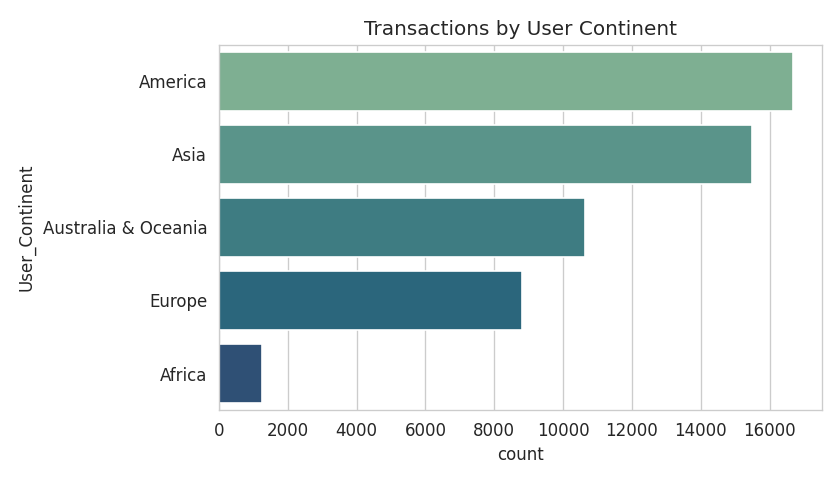 Transactions by User Continent
User_Continent
America
Asia
Australia & Oceania
Europe
Africa
0 2000 4000 6000 8000 10000 12000 14000 16000
count